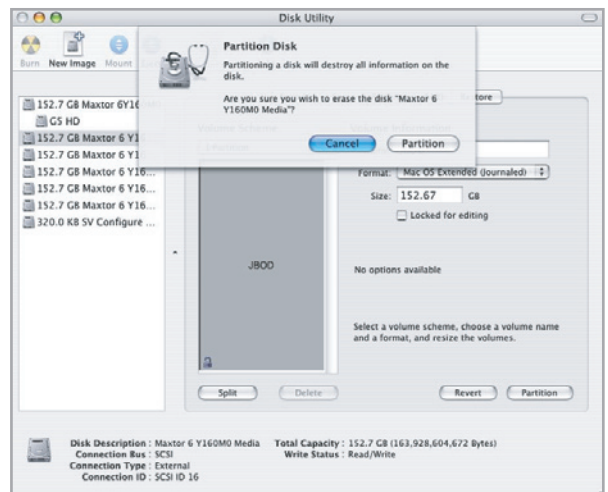 Disk Utility
Burn New Image Mount
Partition Disk
Partitioning a disk will destroy all information on the
disk.
Are you sure you wish to erase the disk "Maxtor 6
Y160M0 Media"?
Cancel Partition
152.7 GB Maxtor 6Y16
G5 HD
152.7 GB Maxtor 6 Y1
152.7 GB Maxtor 6 Y1
152.7 GB Maxtor 6 Y16...
152.7 GB Maxtor 6 Y16...
152.7 GB Maxtor 6 Y16...
320.0 KB SV Configure ...
Volume Scheme
Format: Mac OS Extended (Journaled)
Size: 152.67 GB
Locked for editing
JBOD
No options available
Select a volume scheme, choose a volume name
and a format, and resize the volumes.
Split Delete Revert Partition
Disk Description : Maxtor 6 Y160M0 Media
Connection Bus : SCSI
Connection Type : External
Connection ID : SCSI ID 16
Total Capacity : 152.7 GB (163,928,604,672 Bytes)
Write Status : Read/Write